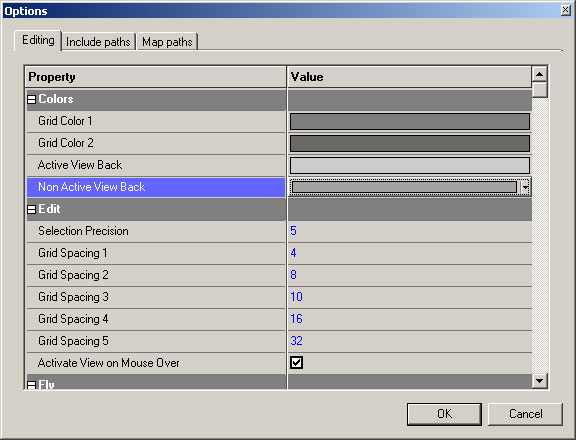 Options
Editing Include paths Map paths
Property Value
Colors
Grid Color 1
Grid Color 2
Active View Back
Non Active View Back
Edit
Selection Precision 5
Grid Spacing 1 4
Grid Spacing 2 8
Grid Spacing 3 10
Grid Spacing 4 16
Grid Spacing 5 32
Activate View on Mouse Over
Fly
OK Cancel